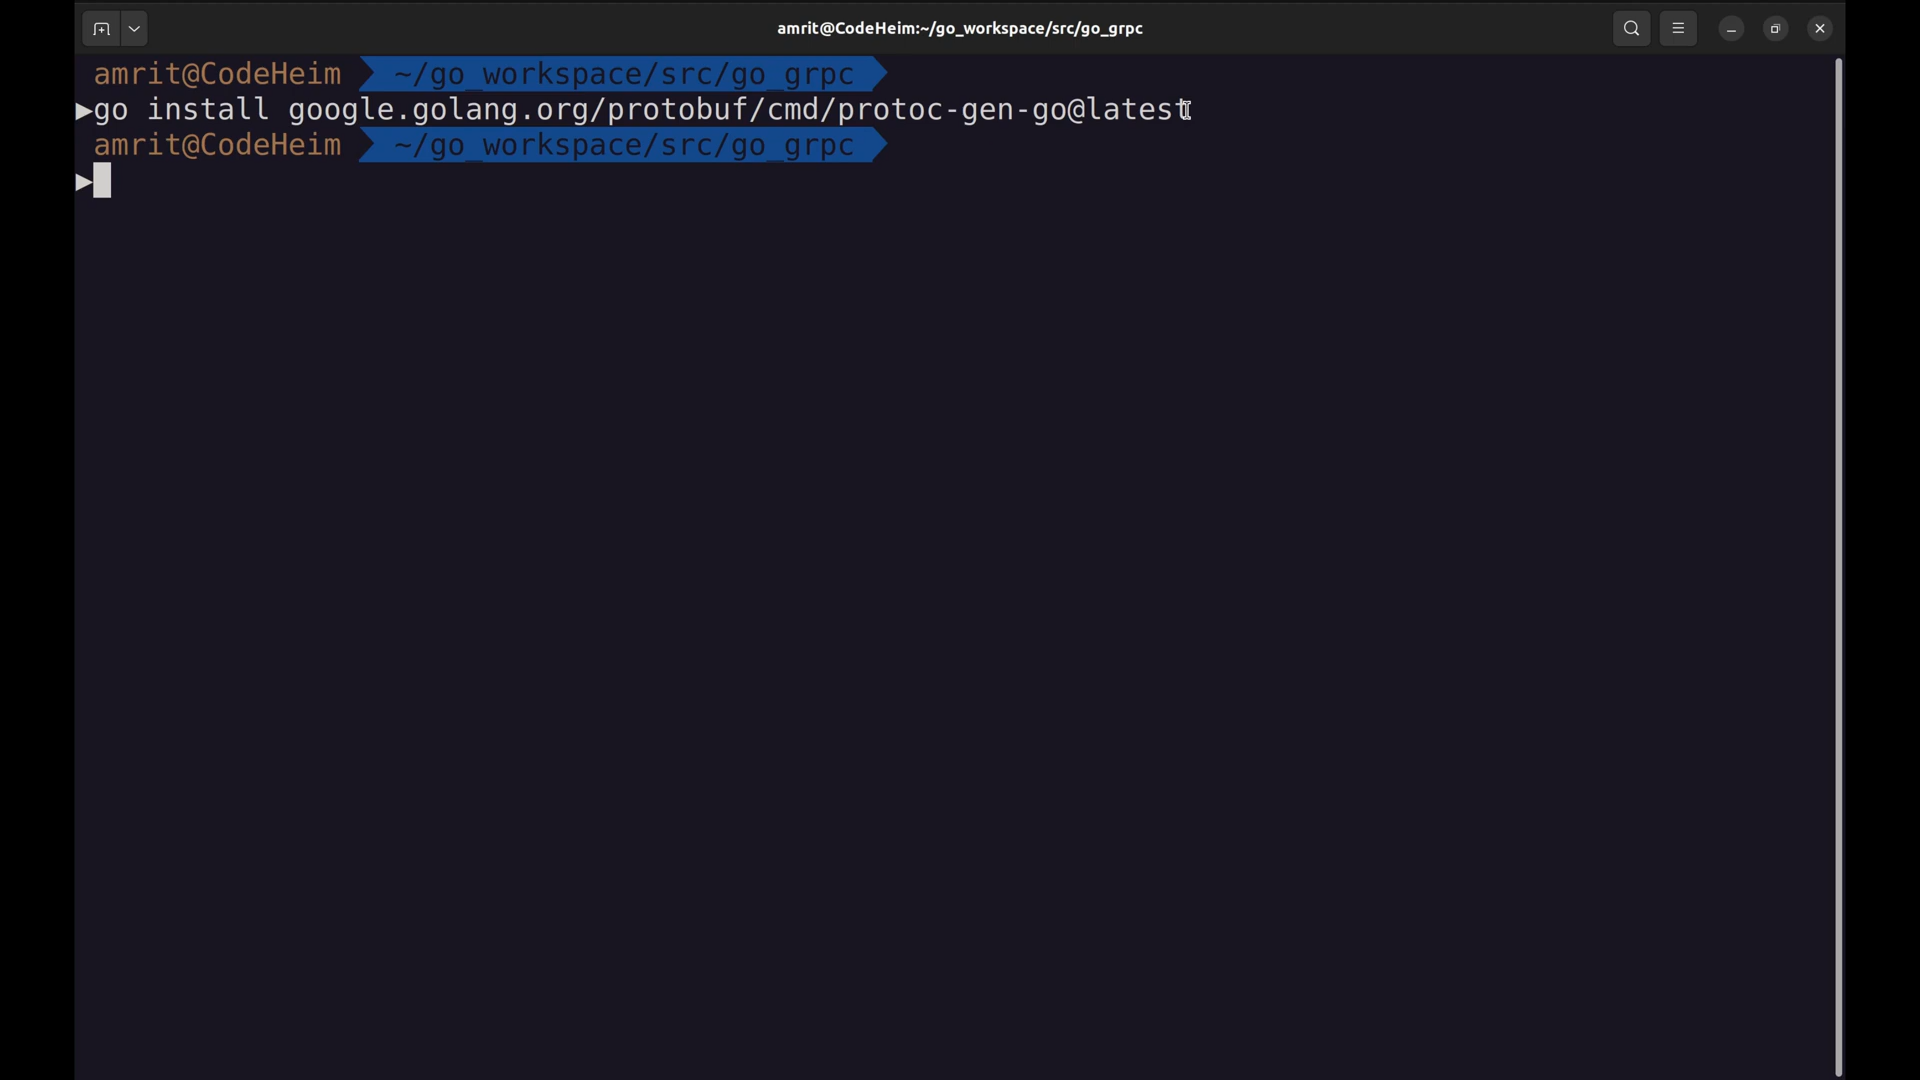 amrit@CodeHeim:~/go_workspace/src/go_grpc
amrit@CodeHeim ~/go_workspace/src/go_grpc
▶go install google.golang.org/protobuf/cmd/protoc-gen-go@latest
amrit@CodeHeim ~/go_workspace/src/go_grpc
▶